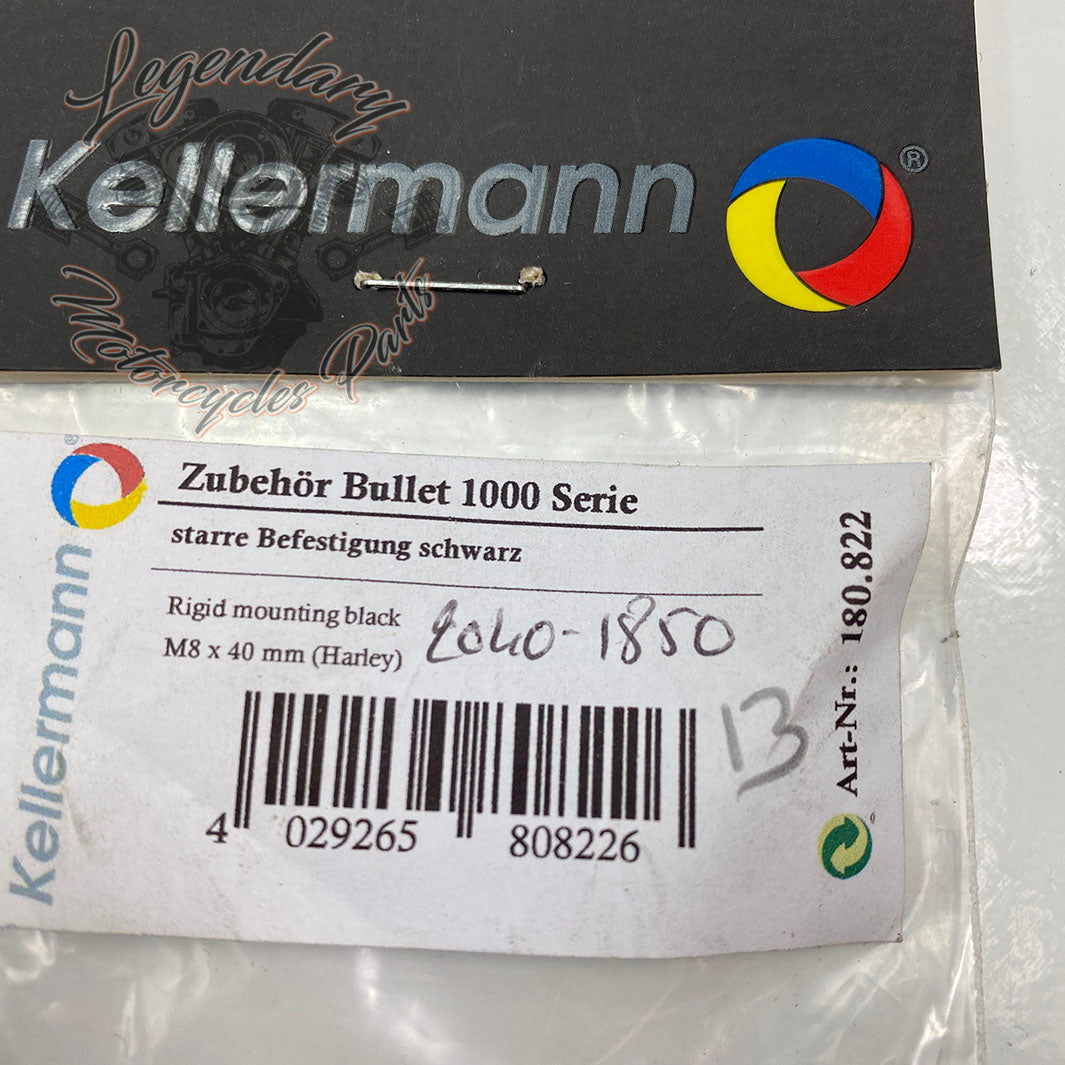 Legendary
Kellermann ®
Motorcycles Parts
®
Kellermann
Zubehör Bullet 1000 Serie
starre Befestigung schwarz
Rigid mounting black
M8 x 40 mm (Harley)
2040-1850
13
4 029265 808226
Art-Nr.: 180.822